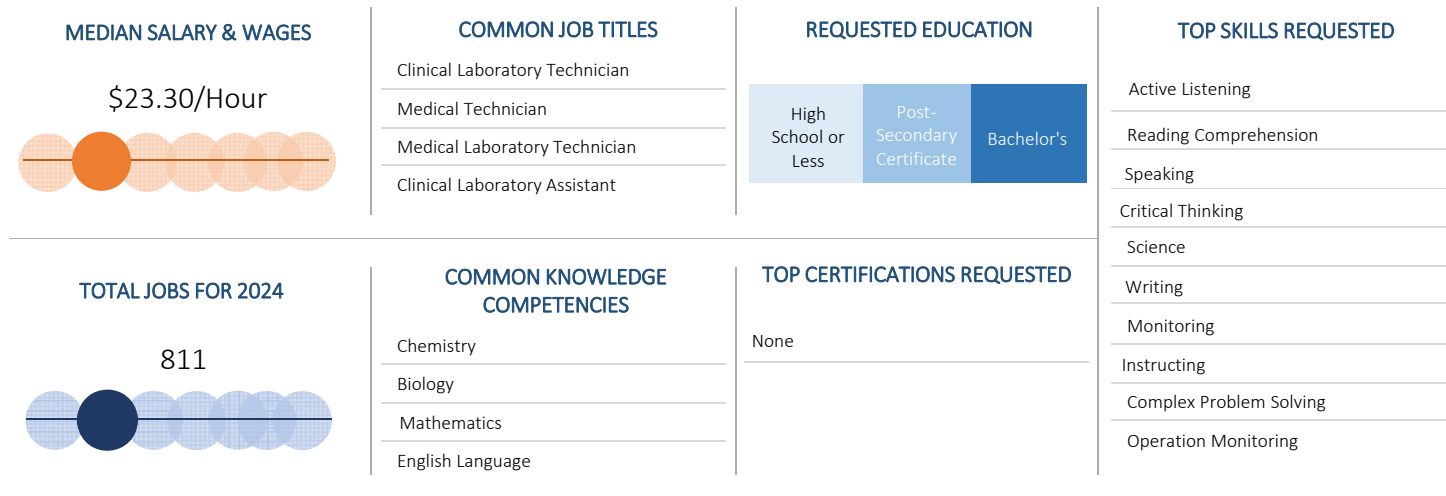 MEDIAN SALARY & WAGES
$23.30/Hour
COMMON JOB TITLES
Clinical Laboratory Technician
Medical Technician
Medical Laboratory Technician
Clinical Laboratory Assistant
REQUESTED EDUCATION
High
School or
Less
Post-
Secondary
Certificate
Bachelor's
TOTAL JOBS FOR 2024
811
COMMON KNOWLEDGE
COMPETENCIES
Chemistry
Biology
Mathematics
English Language
TOP CERTIFICATIONS REQUESTED
None
TOP SKILLS REQUESTED
Active Listening
Reading Comprehension
Speaking
Critical Thinking
Science
Writing
Monitoring
Instructing
Complex Problem Solving
Operation Monitoring